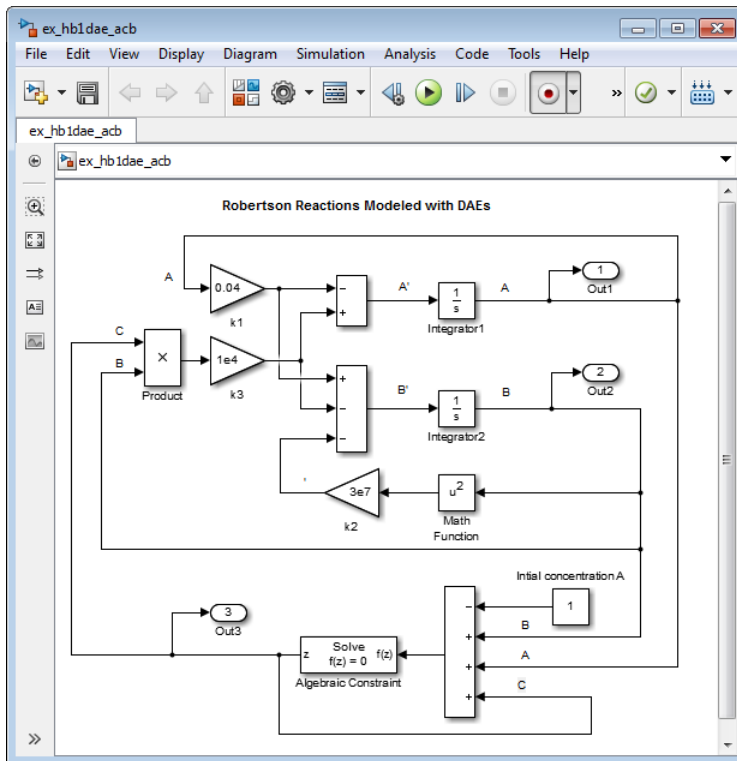 ex_hb1dae_acb
File Edit View Display Diagram Simulation Analysis Code Tools Help
»
ex_hb1dae_acb
ex_hb1dae_acb
Robertson Reactions Modeled with DAEs
A
0.04
k1
−
+
A'
1
s
Integrator1
A
1
Out1
C
B
×
Product
1e4
k3
+
−
−
B'
1
s
Integrator2
B
2
Out2
'
3e7
k2
u2
Math
Function
Intial concentration A
1
−
B
+
A
+
C
+
3
Out3
z
Solve
f(z) = 0
f(z)
Algebraic Constraint
»